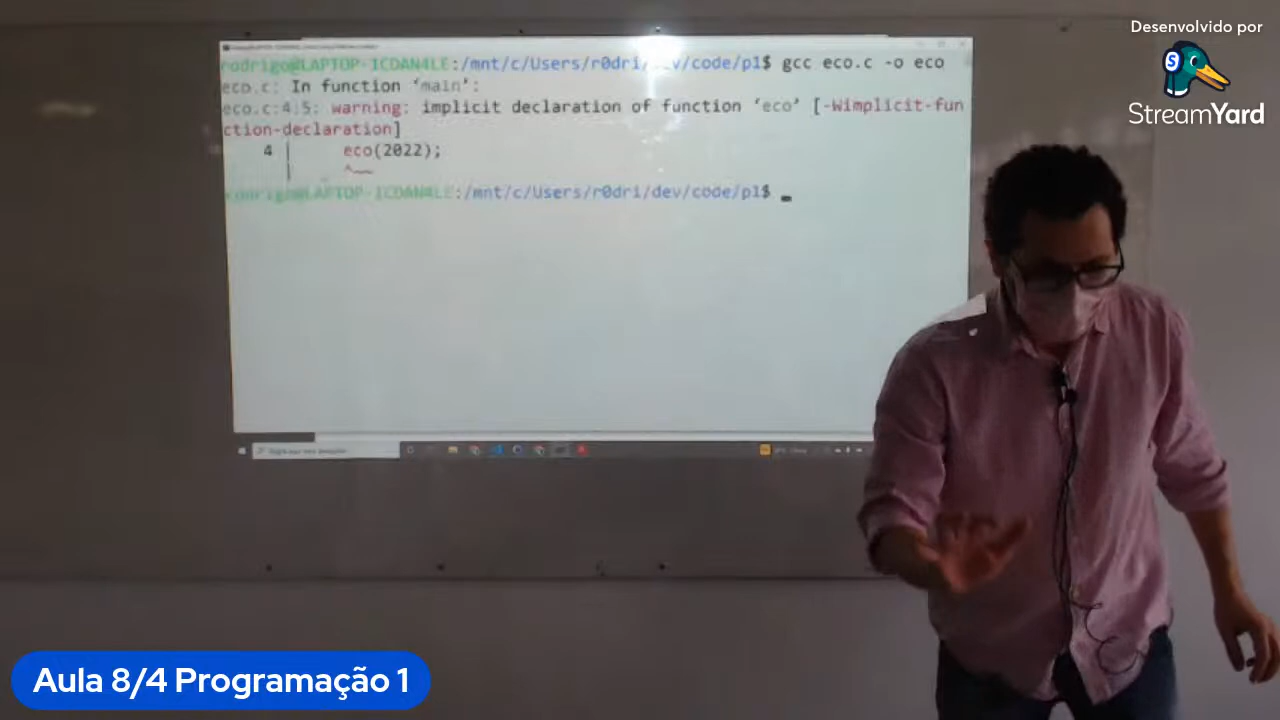 Desenvolvido por
StreamYard
rodrigo@LAPTOP-ICDAN4LE:/mnt/c/Users/r0dri/dev/code/p1$ gcc eco.c -o eco
eco.c: In function ‘main’:
eco.c:4:5: warning: implicit declaration of function ‘eco’ [-Wimplicit-fun
ction-declaration]
4 | eco(2022);
| ^~~
rodrigo@LAPTOP-ICDAN4LE:/mnt/c/Users/r0dri/dev/code/p1$
Aula 8/4 Programação 1